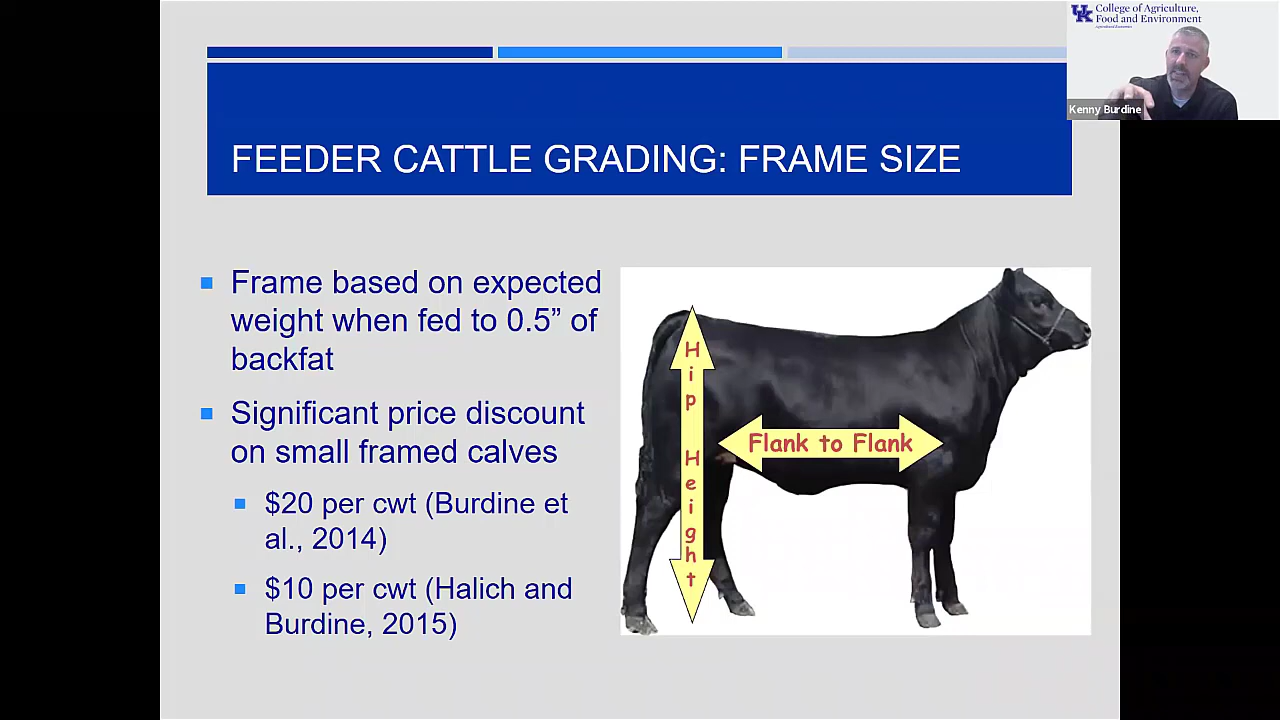 College of Agriculture,
Food and Environment
Agricultural Economics
Kenny Burdine
FEEDER CATTLE GRADING: FRAME SIZE
Frame based on expected
weight when fed to 0.5” of
backfat
Significant price discount
on small framed calves
$20 per cwt (Burdine et
al., 2014)
$10 per cwt (Halich and
Burdine, 2015)
Hip Height
Flank to Flank